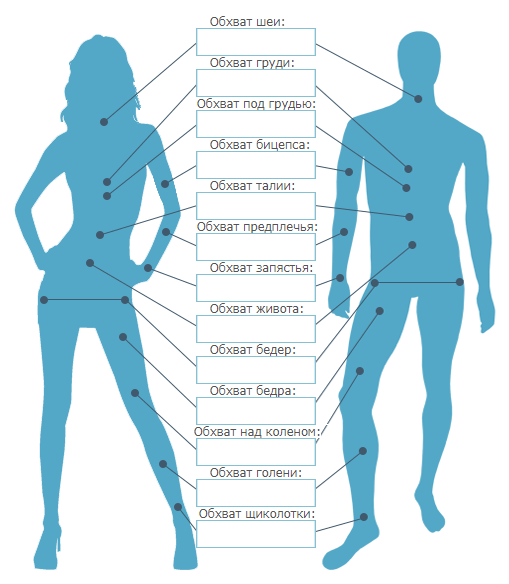 Обхват шеи:
Обхват груди:
Обхват под грудью:
Обхват бицепса:
Обхват талии:
Обхват предплечья:
Обхват запястья:
Обхват живота:
Обхват бедер:
Обхват бедра:
Обхват над коленом:
Обхват голени:
Обхват щиколотки: